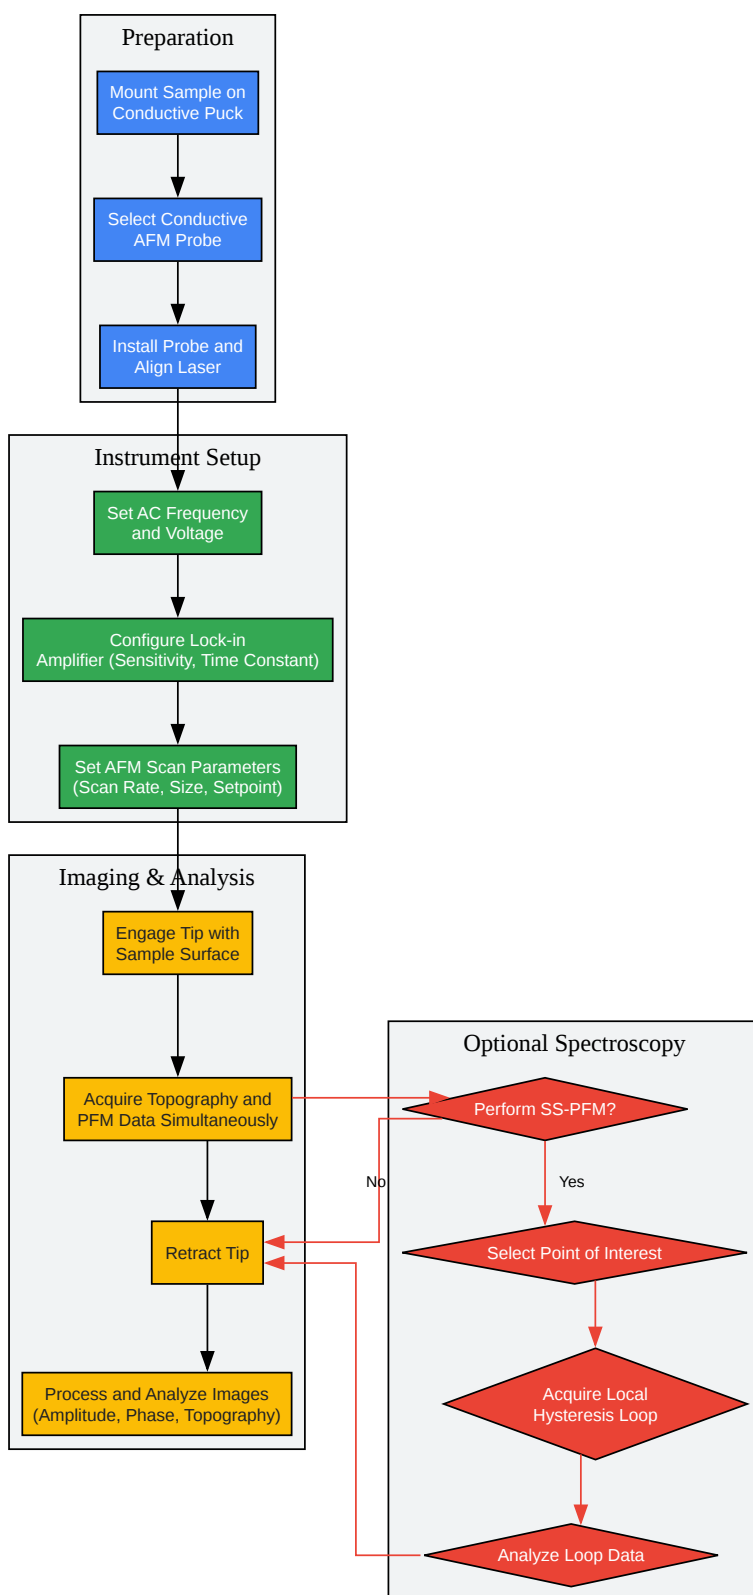 Preparation
Mount Sample on
Conductive Puck
Select Conductive
AFM Probe
Install Probe and
Align Laser
Instrument Setup
Set AC Frequency
and Voltage
Configure Lock-in
Amplifier (Sensitivity, Time Constant)
Set AFM Scan Parameters
(Scan Rate, Size, Setpoint)
Imaging & Analysis
Engage Tip with
Sample Surface
Acquire Topography and
PFM Data Simultaneously
Retract Tip
Process and Analyze Images
(Amplitude, Phase, Topography)
Optional Spectroscopy
Perform SS-PFM?
No
Yes
Select Point of Interest
Acquire Local
Hysteresis Loop
Analyze Loop Data